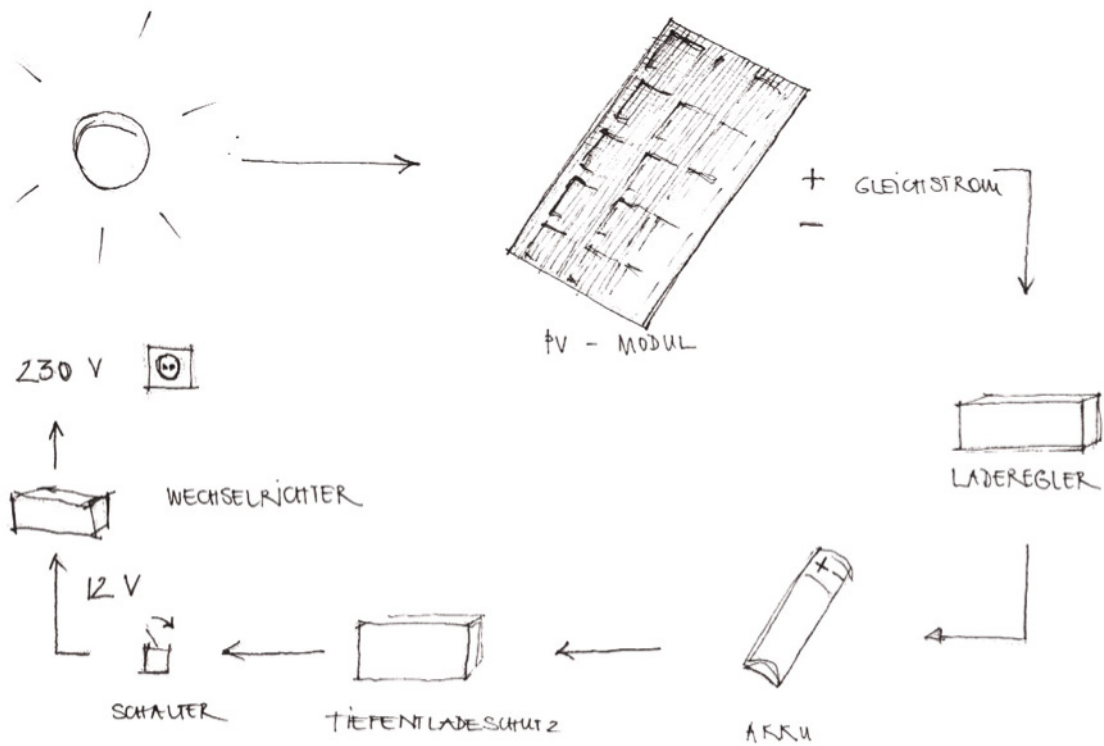 + GLEICHSTROM
-
PV - MODUL
230 V
LADEREGLER
WECHSELRICHTER
12 V
+ -
SCHALTER
TIEFENTLADESCHUTZ
AKKU